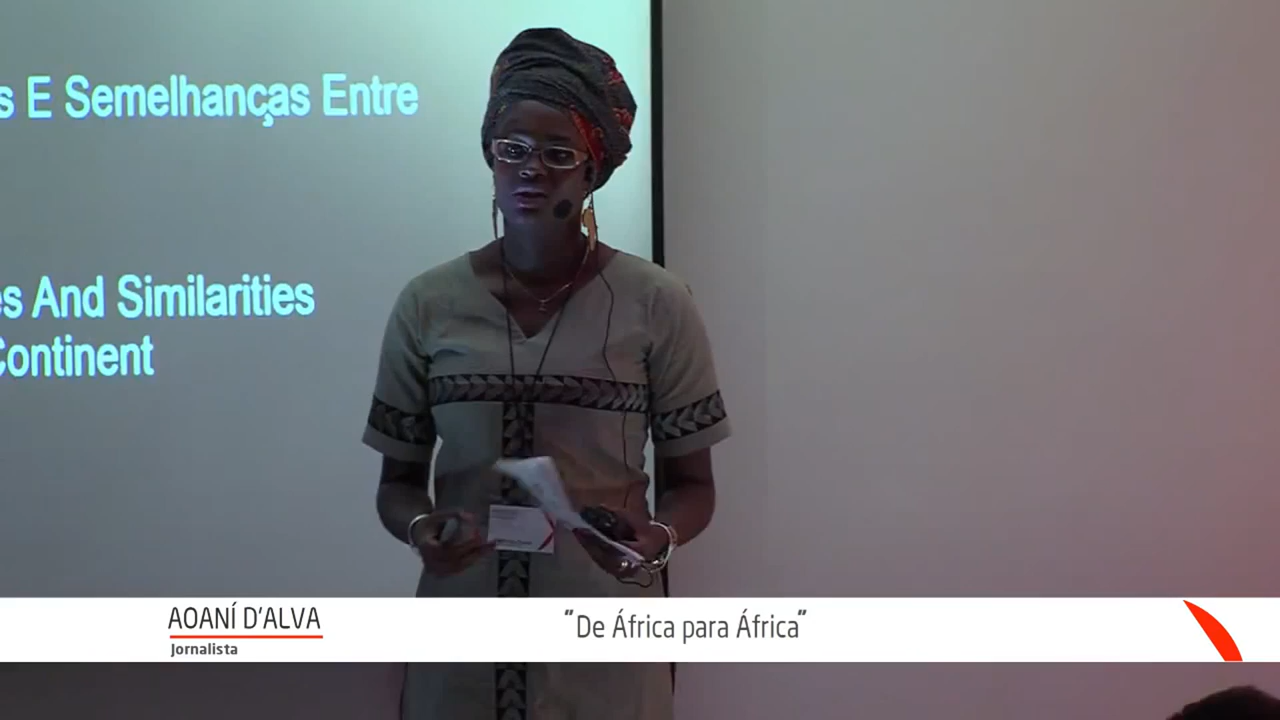 s E Semelhanças Entre
es And Similarities
Continent
AOANÍ D'ALVA
Jornalista
"De África para África"